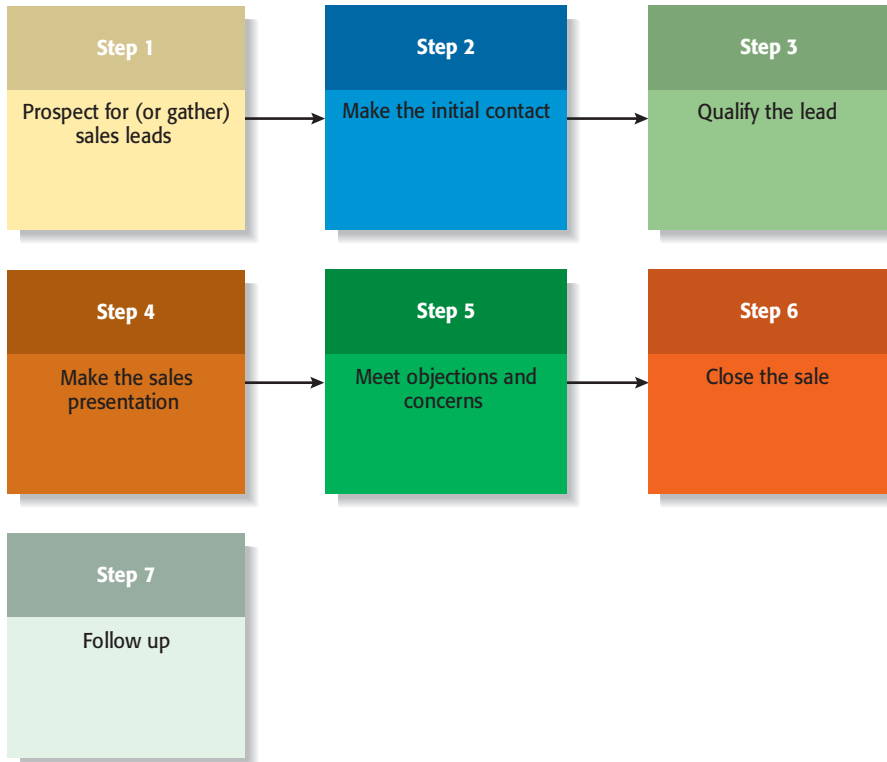 Step 1
Prospect for (or gather)
sales leads
Step 2
Make the initial contact
Step 3
Qualify the lead
Step 4
Make the sales
presentation
Step 5
Meet objections and
concerns
Step 6
Close the sale
Step 7
Follow up